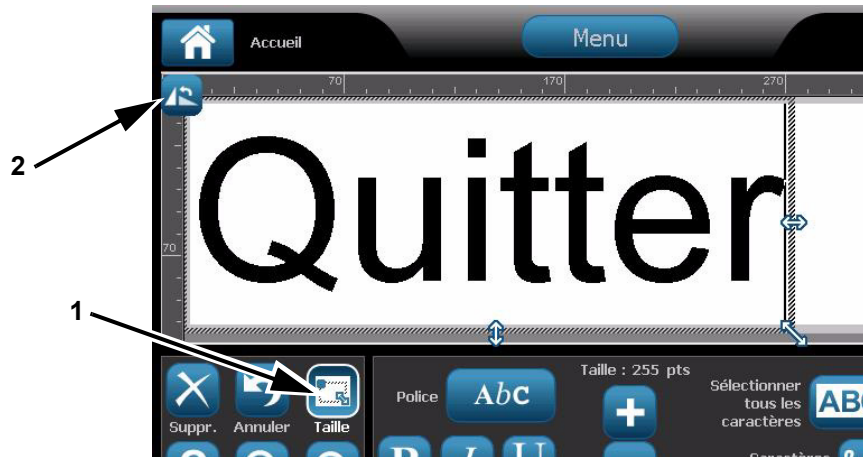 Accueil
Menu
70 170 270
2
Quitter
70
1
Taille : 255 pts
Police
AbC
Sélectionner
tous les
caractères
Suppr. Annuler Taille
B I U